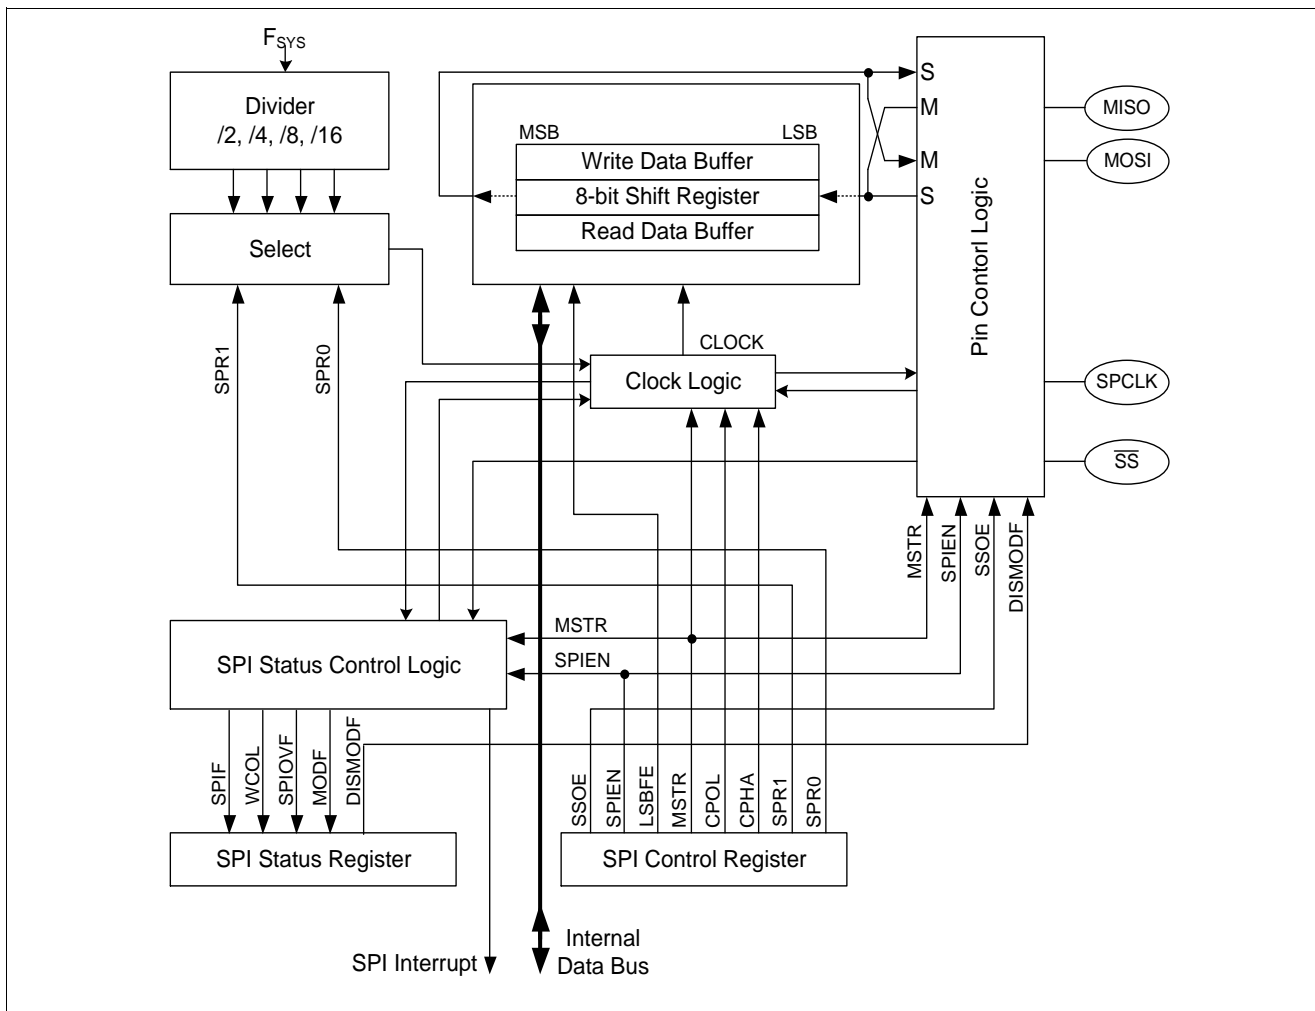 FSYS
Divider
/2, /4, /8, /16
Select
SPR1
SPR0
MSB
LSB
Write Data Buffer
8-bit Shift Register
Read Data Buffer
CLOCK
Clock Logic
S
M
M
S
Pin Contorl Logic
MISO
MOSI
SPCLK
SS
MSTR
SPIEN
SSOE
DISMODF
MSTR
SPIEN
SPI Status Control Logic
SPIF
WCOL
SPIOVF
MODF
DISMODF
SPI Status Register
SSOE
SPIEN
LSBFE
MSTR
CPOL
CPHA
SPR1
SPR0
SPI Control Register
SPI Interrupt
Internal
Data Bus